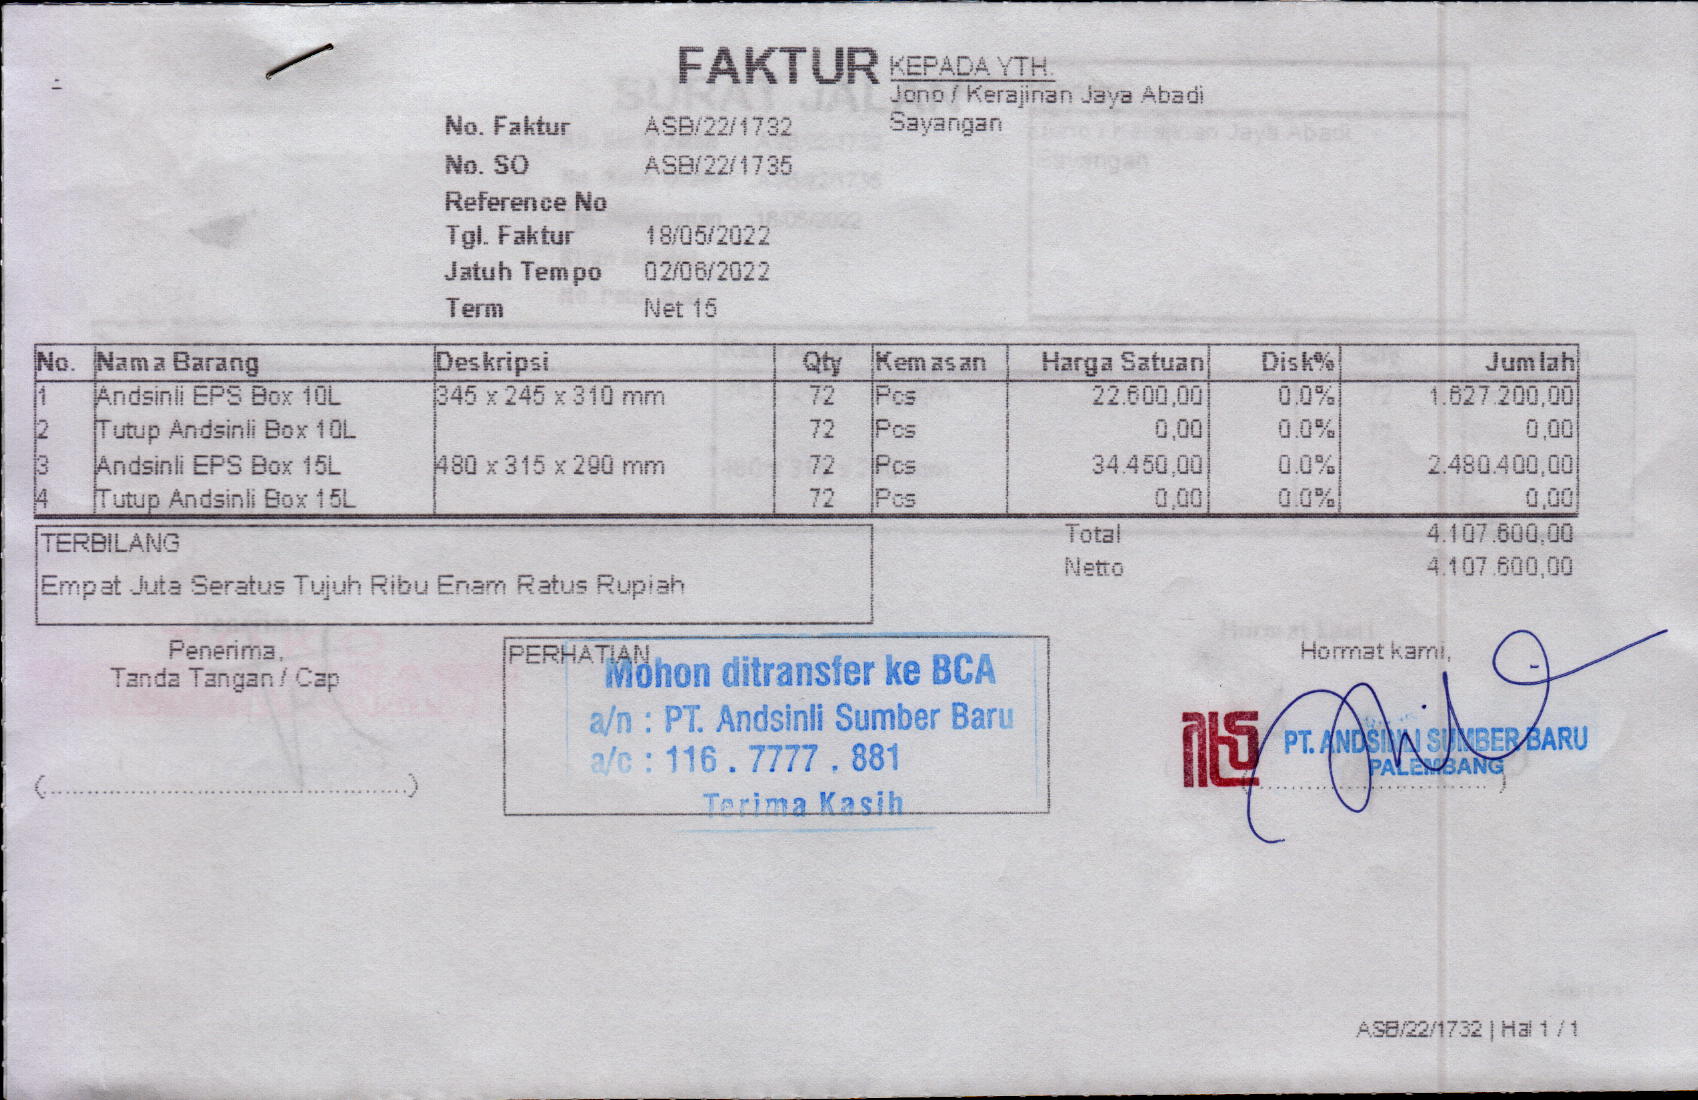 FAKTUR
KEPADA YTH.
Jono / Kerajinan Jaya Abadi
Sayangan
No. Faktur ASB/22/1732
No. SO ASB/22/1735
Reference No
Tgl. Faktur 18/05/2022
Jatuh Tempo 02/06/2022
Term Net 15
No. Nama Barang Deskripsi Qty Kemasan Harga Satuan Disk% Jumlah
1 Andsinli EPS Box 10L 345 x 245 x 310 mm 72 Pcs 22.600,00 0.0% 1.627.200,00
2 Tutup Andsinli Box 10L 72 Pcs 0,00 0.0% 0,00
3 Andsinli EPS Box 15L 480 x 315 x 290 mm 72 Pcs 34.450,00 0.0% 2.480.400,00
4 Tutup Andsinli Box 15L 72 Pcs 0,00 0.0% 0,00
Total 4.107.600,00
Netto 4.107.600,00
TERBILANG
Empat Juta Seratus Tujuh Ribu Enam Ratus Rupiah
Penerima,
Tanda Tangan / Cap
(................................................)
PERHATIAN
Mohon ditransfer ke BCA
a/n : PT. Andsinli Sumber Baru
a/c : 116 . 7777 . 881
Terima Kasih
Hormat kami,
PT. ANDSINLI SUMBER BARU
PALEMBANG
ASB/22/1732 | Hal 1 / 1